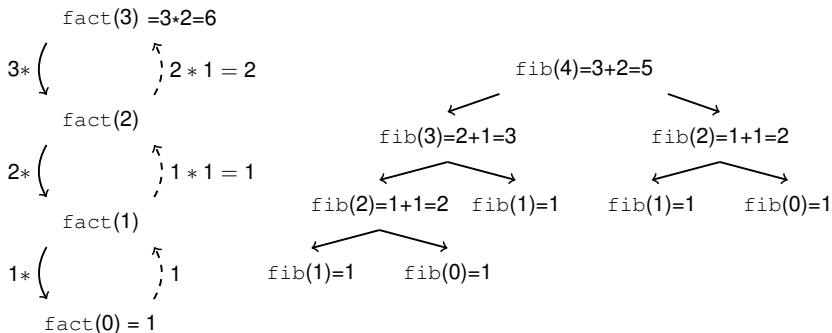 fact(3) =3*2=6
3*
2 * 1 = 2
fact(2)
2*
1 * 1 = 1
fact(1)
1*
1
fact(0) = 1
fib(4)=3+2=5
fib(3)=2+1=3
fib(2)=1+1=2
fib(2)=1+1=2
fib(1)=1
fib(1)=1
fib(0)=1
fib(1)=1
fib(0)=1